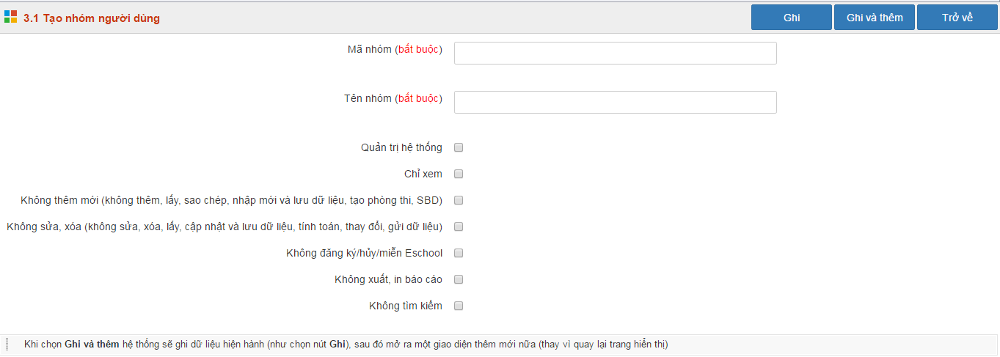 3.1 Tạo nhóm người dùng
Ghi
Ghi và thêm
Trở về
Mã nhóm (bắt buộc)
Tên nhóm (bắt buộc)
Quản trị hệ thống
Chỉ xem
Không thêm mới (không thêm, lấy, sao chép, nhập mới và lưu dữ liệu, tạo phòng thi, SBD)
Không sửa, xóa (không sửa, xóa, lấy, cập nhật và lưu dữ liệu, tính toán, thay đổi, gửi dữ liệu)
Không đăng ký/hủy/miễn Eschool
Không xuất, in báo cáo
Không tìm kiếm
Khi chọn Ghi và thêm hệ thống sẽ ghi dữ liệu hiện hành (như chọn nút Ghi), sau đó mở ra một giao diện thêm mới nữa (thay vì quay lại trang hiển thị)